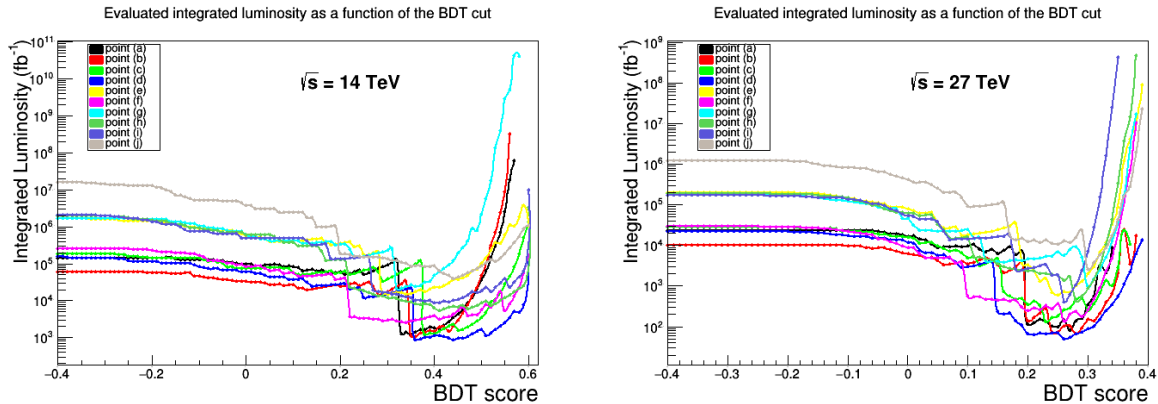 Evaluated integrated luminosity as a function of the BDT cut
Integrated Luminosity (fb⁻¹)
10¹¹
10¹⁰
10⁹
10⁸
10⁷
10⁶
10⁵
10⁴
10³
point (a)
point (b)
point (c)
point (d)
point (e)
point (f)
point (g)
point (h)
point (i)
point (j)
√s = 14 TeV
−0.4 −0.2 0 0.2 0.4 0.6
BDT score
Evaluated integrated luminosity as a function of the BDT cut
Integrated Luminosity (fb⁻¹)
10⁹
10⁸
10⁷
10⁶
10⁵
10⁴
10³
10²
point (a)
point (b)
point (c)
point (d)
point (e)
point (f)
point (g)
point (h)
point (i)
point (j)
√s = 27 TeV
−0.4 −0.3 −0.2 −0.1 0 0.1 0.2 0.3 0.4
BDT score